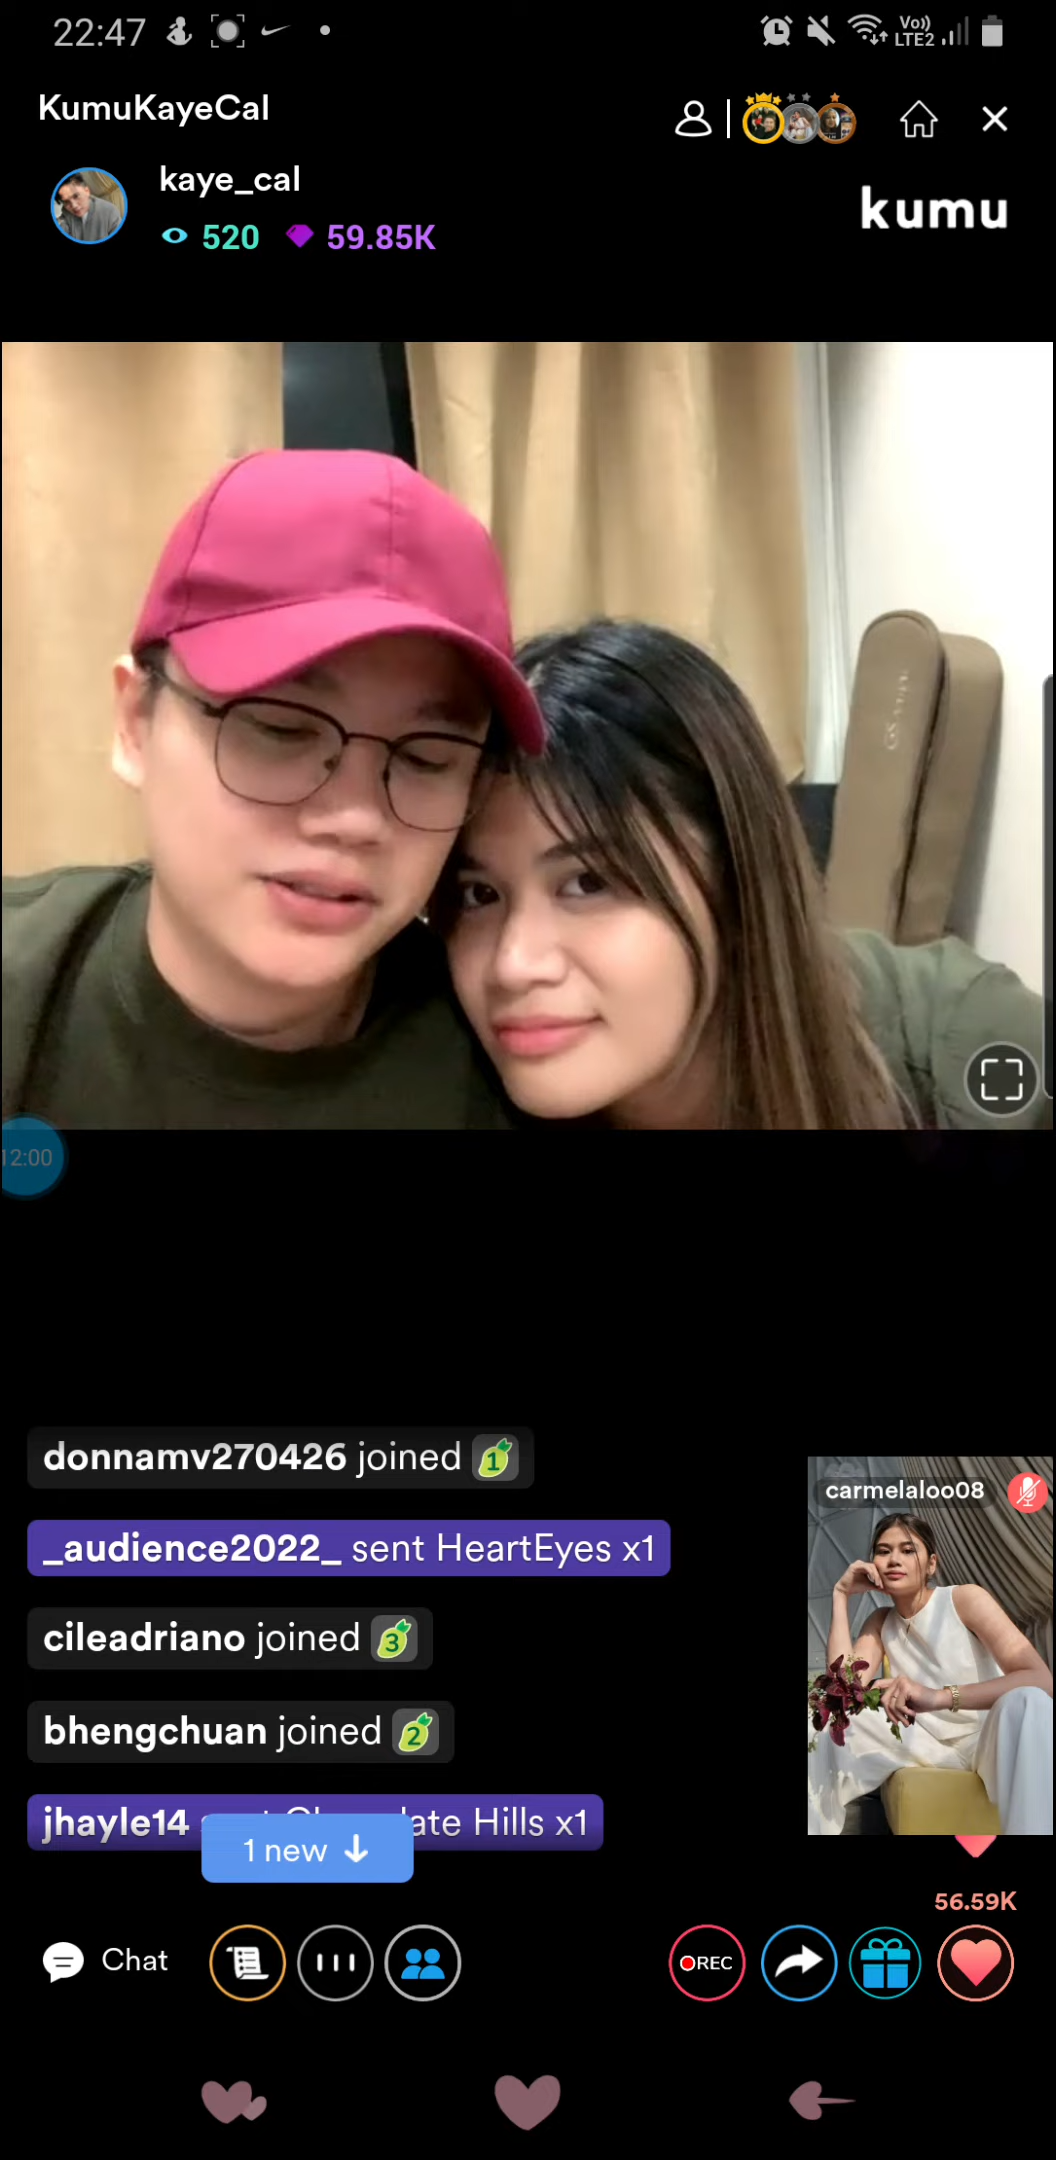 22:47
Vo))
LTE2
KumuKayeCal
kaye_cal
520 59.85K
kumu
12:00
donnamv270426 joined 1
_audience2022_ sent HeartEyes x1
cileadriano joined 3
bhengchuan joined 2
jhayle14 ate Hills x1
1 new
carmelaloo08
56.59K
Chat
REC